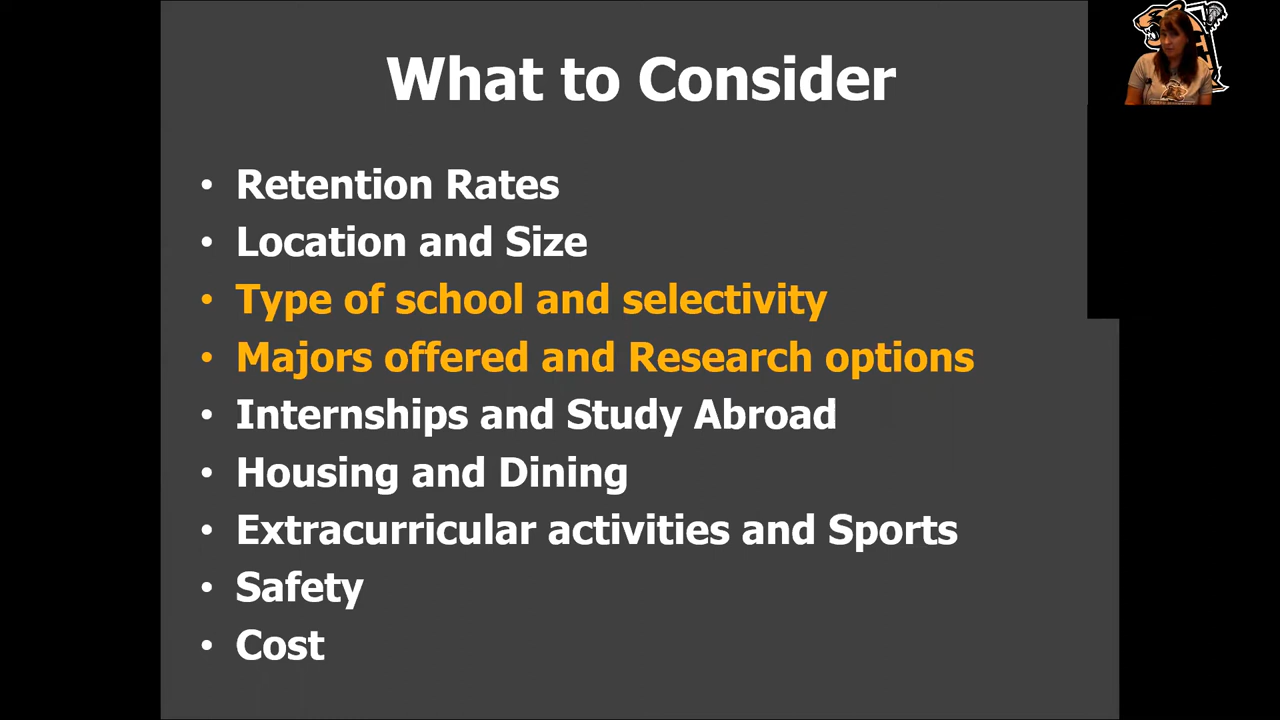 What to Consider
• Retention Rates
• Location and Size
• Type of school and selectivity
• Majors offered and Research options
• Internships and Study Abroad
• Housing and Dining
• Extracurricular activities and Sports
• Safety
• Cost